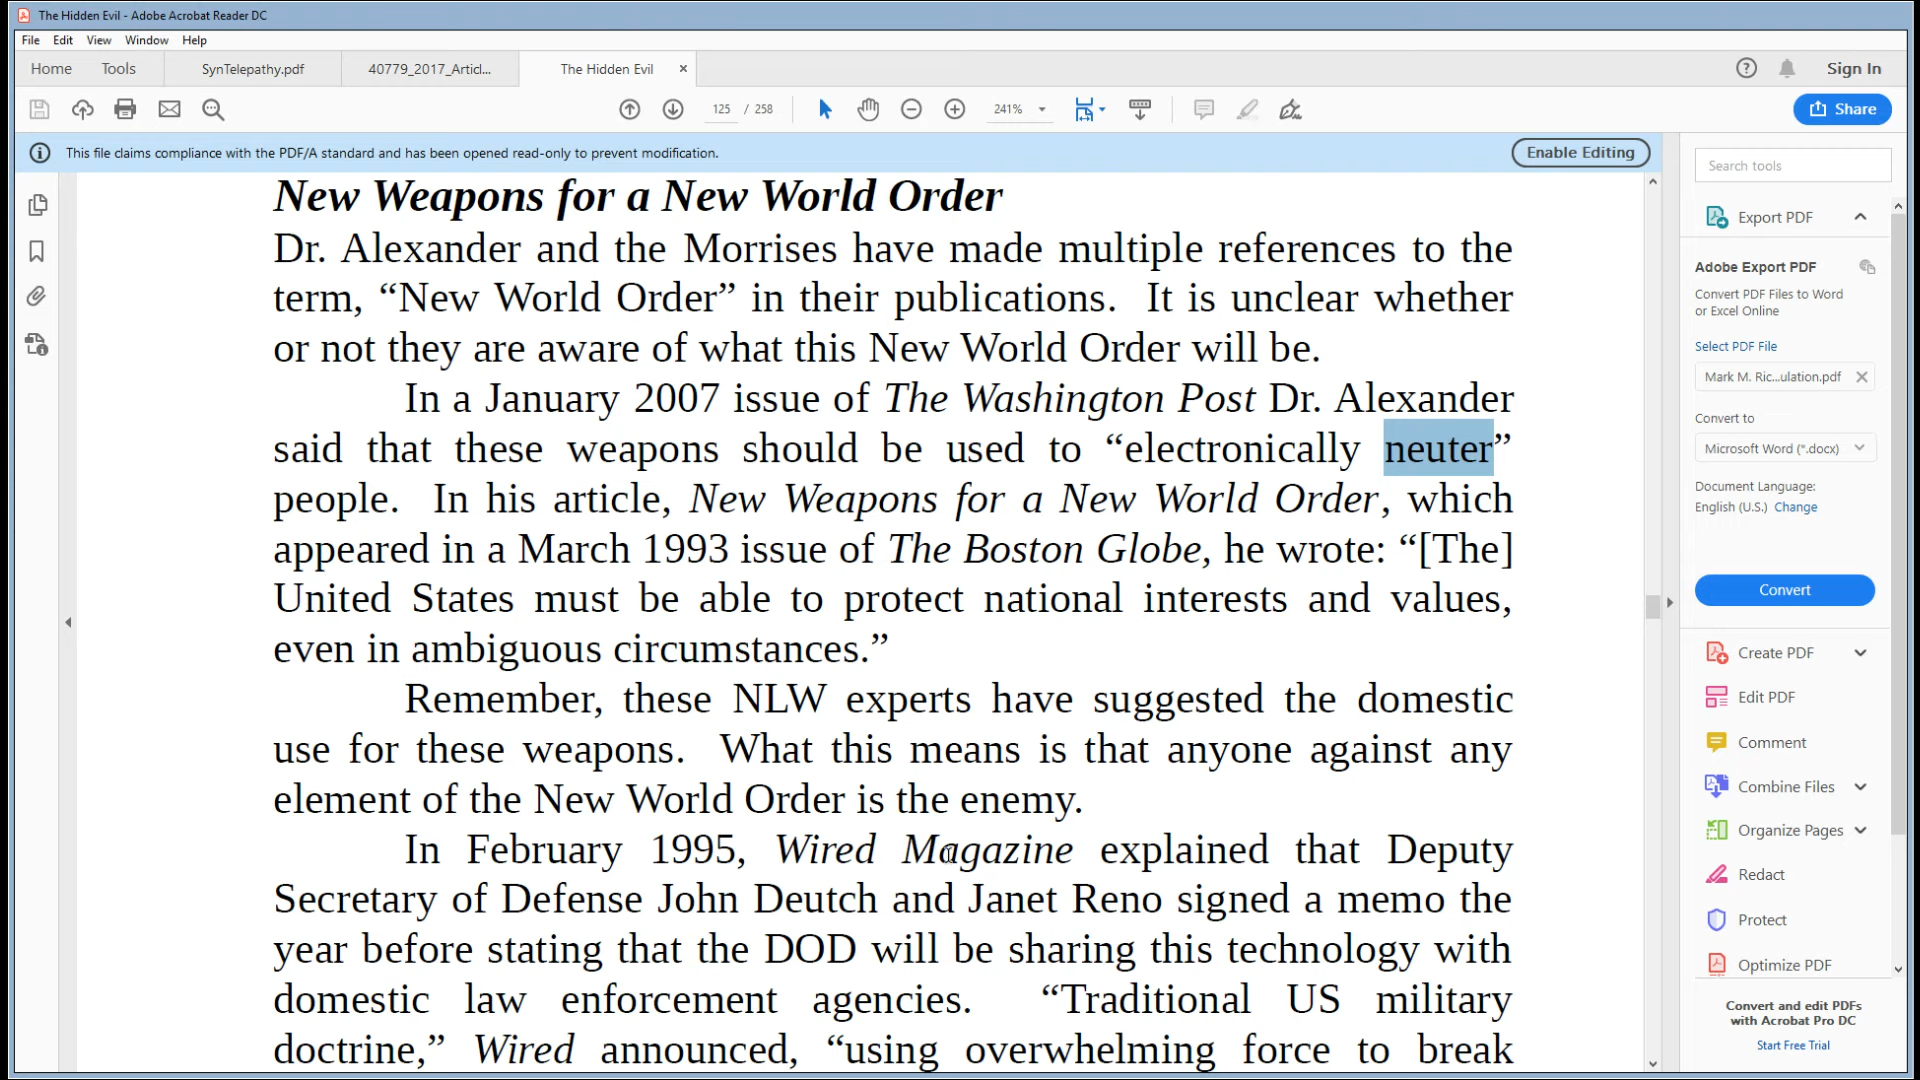 The Hidden Evil - Adobe Acrobat Reader DC
File Edit View Window Help
Home Tools SynTelepathy.pdf 40779_2017_Articl... The Hidden Evil × Sign In
125 / 258 241% Share
This file claims compliance with the PDF/A standard and has been opened read-only to prevent modification. Enable Editing
New Weapons for a New World Order
Dr. Alexander and the Morrises have made multiple references to the
term, “New World Order” in their publications. It is unclear whether
or not they are aware of what this New World Order will be.
In a January 2007 issue of The Washington Post Dr. Alexander
said that these weapons should be used to “electronically neuter”
people. In his article, New Weapons for a New World Order, which
appeared in a March 1993 issue of The Boston Globe, he wrote: “[The]
United States must be able to protect national interests and values,
even in ambiguous circumstances.”
Remember, these NLW experts have suggested the domestic
use for these weapons. What this means is that anyone against any
element of the New World Order is the enemy.
In February 1995, Wired Magazine explained that Deputy
Secretary of Defense John Deutch and Janet Reno signed a memo the
year before stating that the DOD will be sharing this technology with
domestic law enforcement agencies. “Traditional US military
doctrine,” Wired announced, “using overwhelming force to break
Search tools
Export PDF
Adobe Export PDF
Convert PDF Files to Word
or Excel Online
Select PDF File
Mark M. Ric...ulation.pdf
Convert to
Microsoft Word (*.docx)
Document Language:
English (U.S.) Change
Convert
Create PDF
Edit PDF
Comment
Combine Files
Organize Pages
Redact
Protect
Optimize PDF
Convert and edit PDFs
with Acrobat Pro DC
Start Free Trial